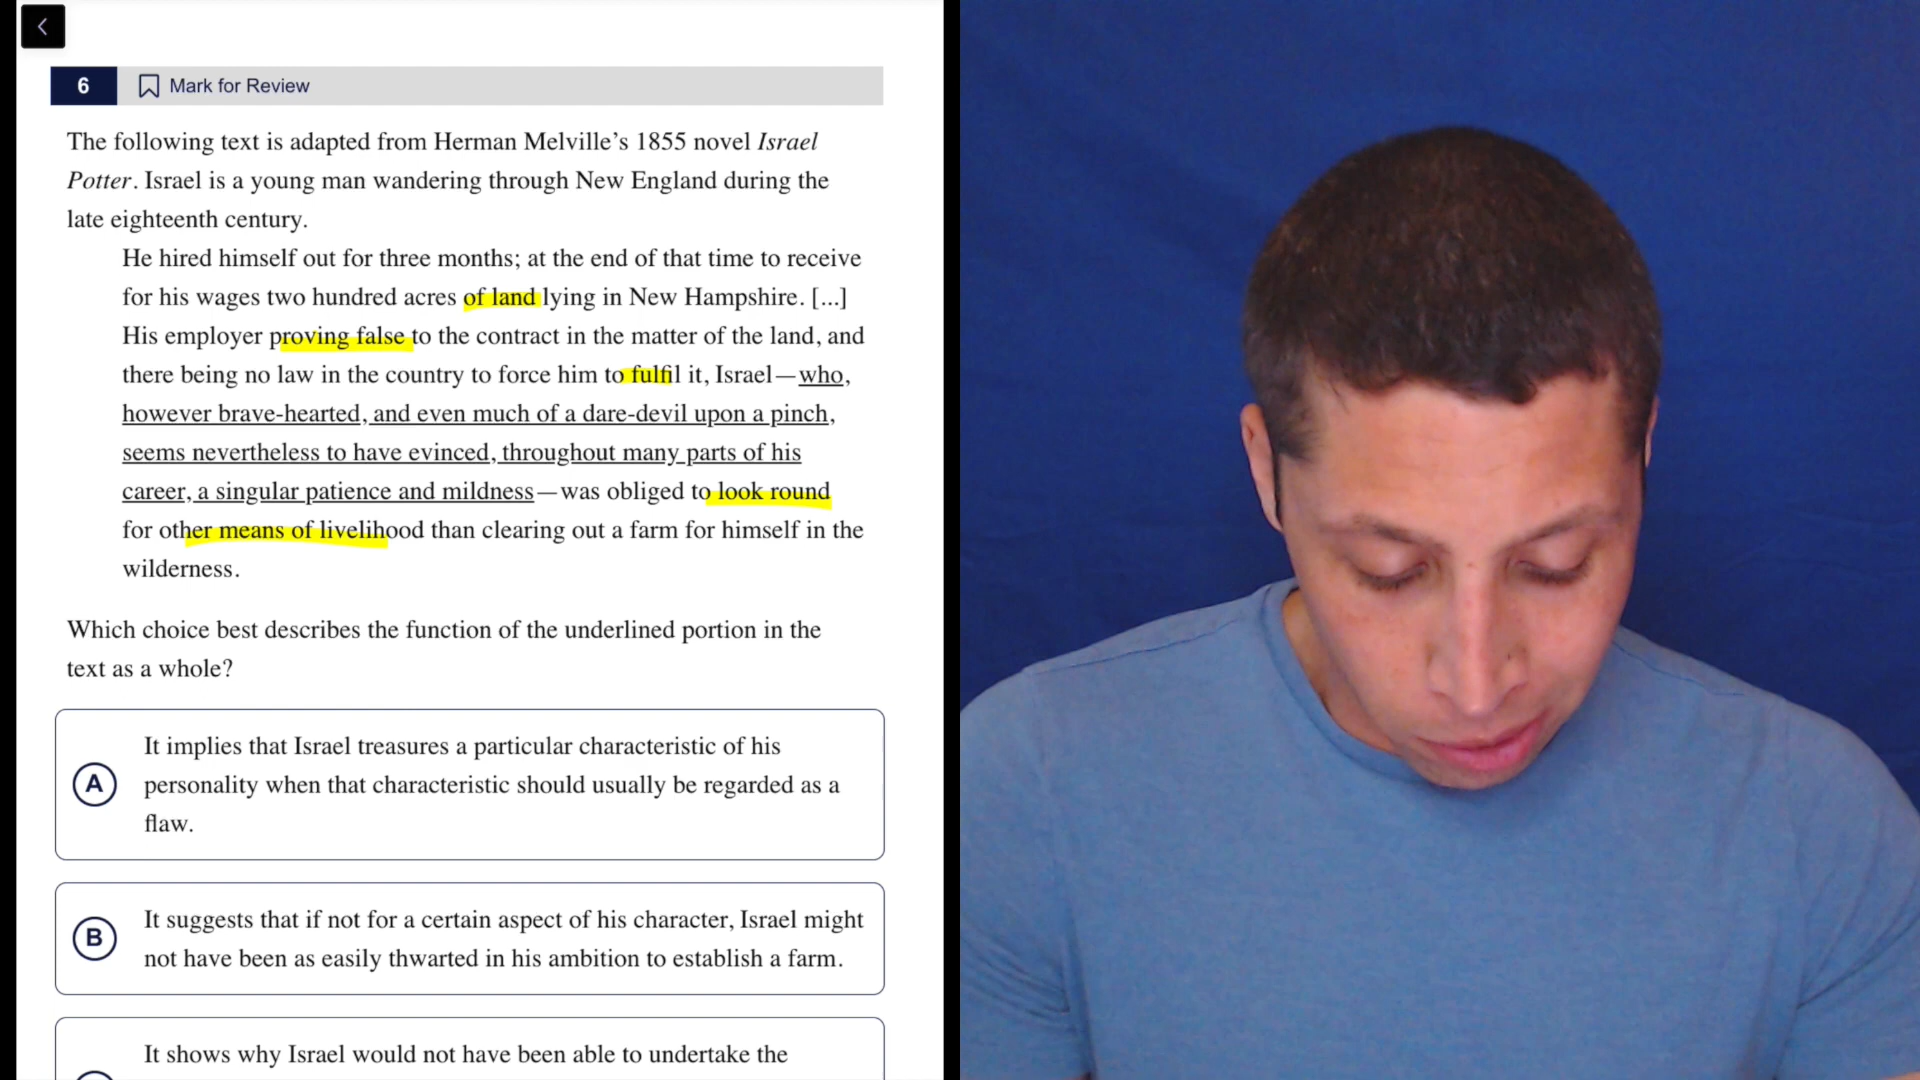 6 Mark for Review
The following text is adapted from Herman Melville’s 1855 novel Israel
Potter. Israel is a young man wandering through New England during the
late eighteenth century.
He hired himself out for three months; at the end of that time to receive
for his wages two hundred acres of land lying in New Hampshire. [...]
His employer proving false to the contract in the matter of the land, and
there being no law in the country to force him to fulfil it, Israel—who,
however brave-hearted, and even much of a dare-devil upon a pinch,
seems nevertheless to have evinced, throughout many parts of his
career, a singular patience and mildness—was obliged to look round
for other means of livelihood than clearing out a farm for himself in the
wilderness.
Which choice best describes the function of the underlined portion in the
text as a whole?
A It implies that Israel treasures a particular characteristic of his
personality when that characteristic should usually be regarded as a
flaw.
B It suggests that if not for a certain aspect of his character, Israel might
not have been as easily thwarted in his ambition to establish a farm.
It shows why Israel would not have been able to undertake the